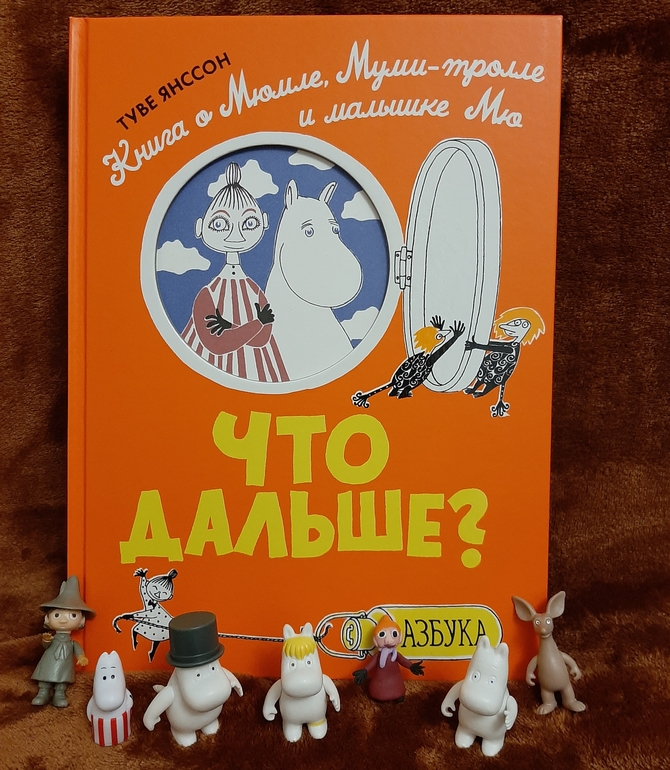 ТУВЕ ЯНССОН
Книга о Мюмле, Муми-тролле
и малышке Мю
ЧТО
ДАЛЬШЕ?
АЗБУКА